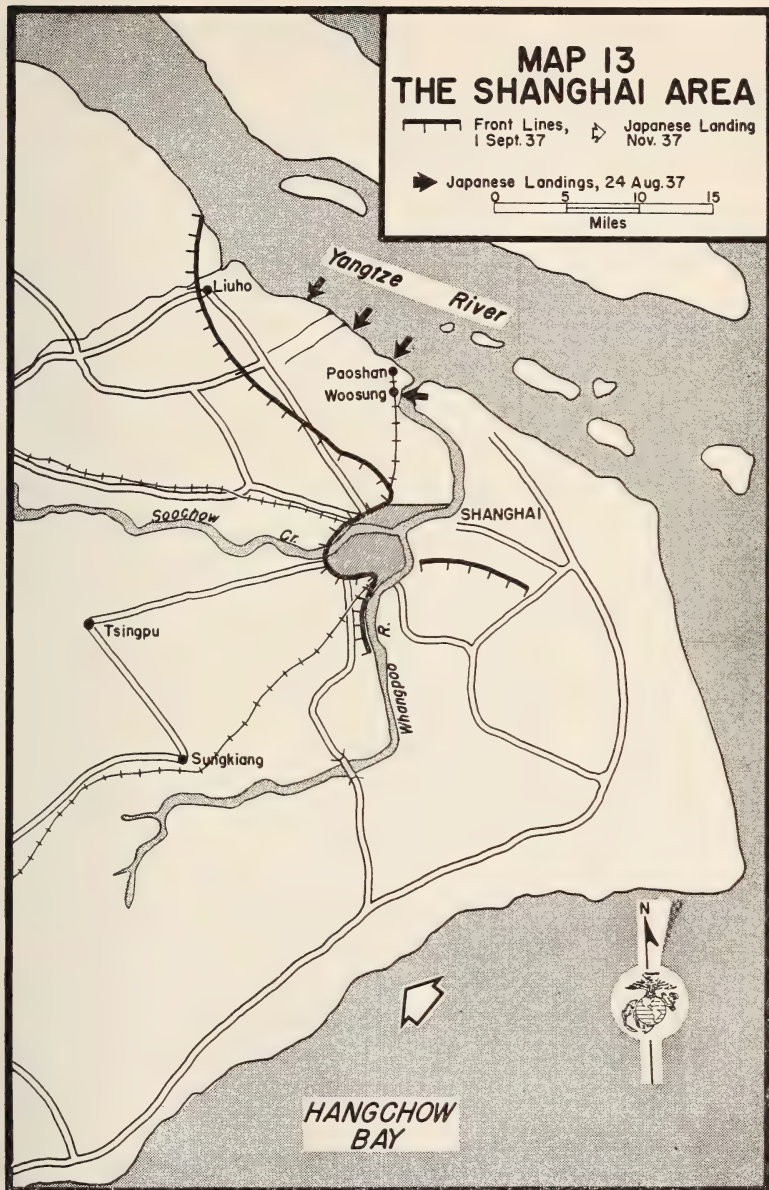 MAP 13
THE SHANGHAI AREA
Front Lines,
1 Sept. 37
Japanese Landing
Nov. 37
Japanese Landings, 24 Aug. 37
0 5 10 15
Miles
Yangtze River
Liuho
Paoshan
Woosung
SHANGHAI
Soochow Cr.
Tsingpu
Whangpoo R.
Sungkiang
N
HANGCHOW
BAY